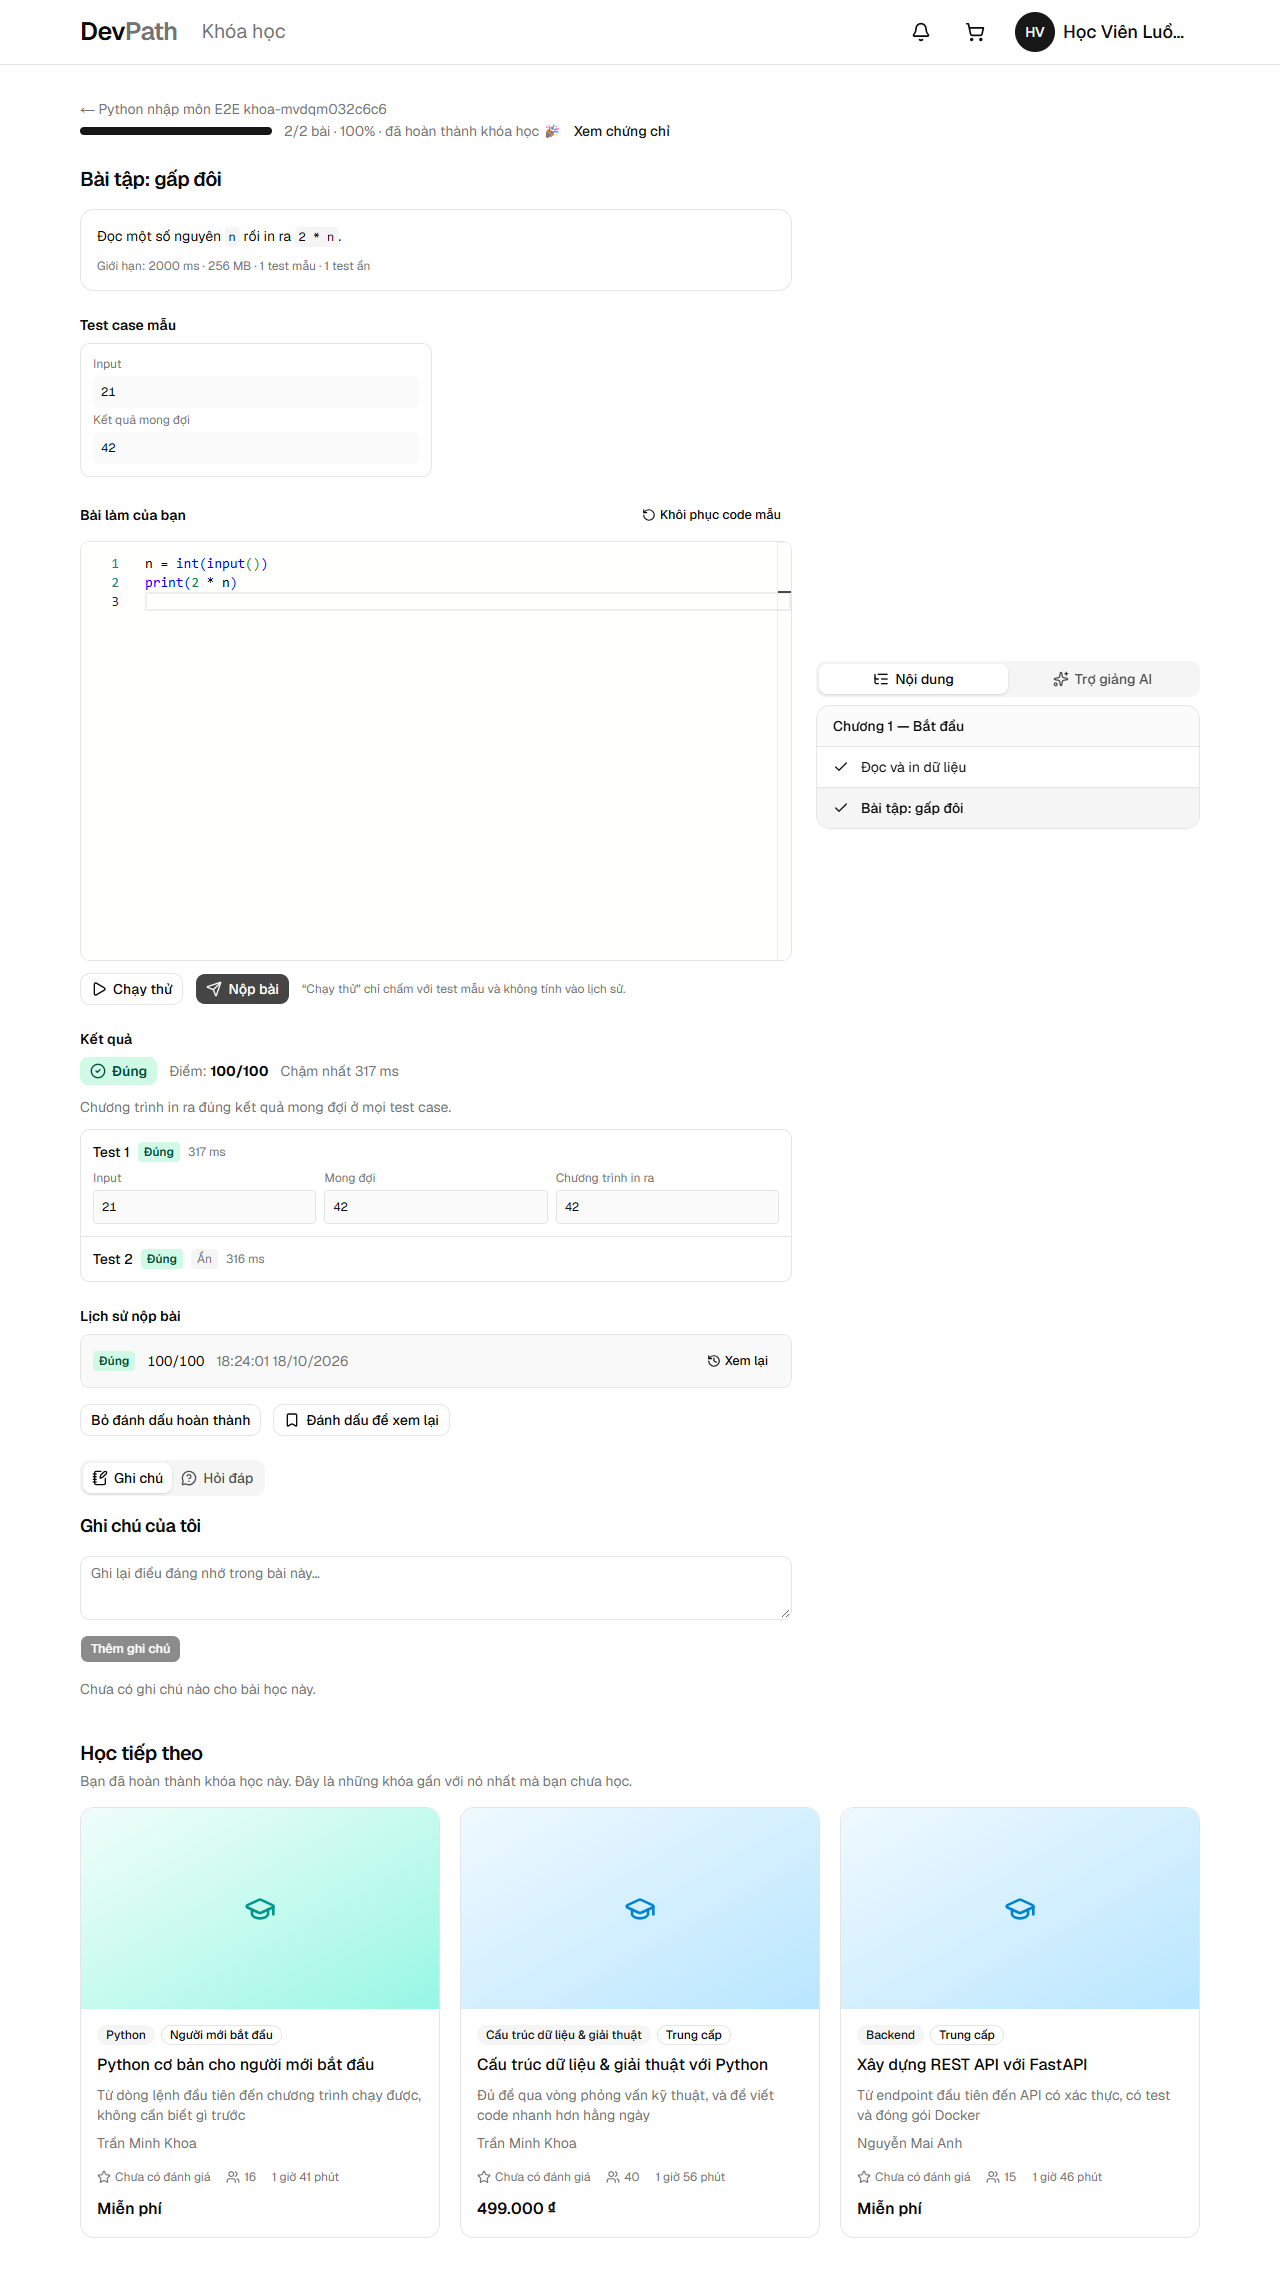 DevPath Khóa học
HV Học Viên Luồ...
← Python nhập môn E2E khoa-mvdqm032c6c6
2/2 bài · 100% · đã hoàn thành khóa học 🎉 Xem chứng chỉ
Bài tập: gấp đôi
Đọc một số nguyên n rồi in ra 2 * n.
Giới hạn: 2000 ms · 256 MB · 1 test mẫu · 1 test ẩn
Test case mẫu
Input
21
Kết quả mong đợi
42
Bài làm của bạn
Khôi phục code mẫu
1 n = int(input())
2 print(2 * n)
3
Nội dung
Trợ giảng AI
Chương 1 — Bắt đầu
Đọc và in dữ liệu
Bài tập: gấp đôi
Chạy thử
Nộp bài
“Chạy thử” chỉ chấm với test mẫu và không tính vào lịch sử.
Kết quả
Đúng Điểm: 100/100 Chậm nhất 317 ms
Chương trình in ra đúng kết quả mong đợi ở mọi test case.
Test 1 Đúng 317 ms
Input Mong đợi Chương trình in ra
21 42 42
Test 2 Đúng Ẩn 316 ms
Lịch sử nộp bài
Đúng 100/100 18:24:01 18/10/2026 Xem lại
Bỏ đánh dấu hoàn thành
Đánh dấu để xem lại
Ghi chú Hỏi đáp
Ghi chú của tôi
Ghi lại điều đáng nhớ trong bài này...
Thêm ghi chú
Chưa có ghi chú nào cho bài học này.
Học tiếp theo
Bạn đã hoàn thành khóa học này. Đây là những khóa gần với nó nhất mà bạn chưa học.
Python Người mới bắt đầu
Python cơ bản cho người mới bắt đầu
Từ dòng lệnh đầu tiên đến chương trình chạy được,
không cần biết gì trước
Trần Minh Khoa
Chưa có đánh giá 16 1 giờ 41 phút
Miễn phí
Cấu trúc dữ liệu & giải thuật Trung cấp
Cấu trúc dữ liệu & giải thuật với Python
Đủ để qua vòng phỏng vấn kỹ thuật, và để viết
code nhanh hơn hằng ngày
Trần Minh Khoa
Chưa có đánh giá 40 1 giờ 56 phút
499.000 ₫
Backend Trung cấp
Xây dựng REST API với FastAPI
Từ endpoint đầu tiên đến API có xác thực, có test
và đóng gói Docker
Nguyễn Mai Anh
Chưa có đánh giá 15 1 giờ 46 phút
Miễn phí